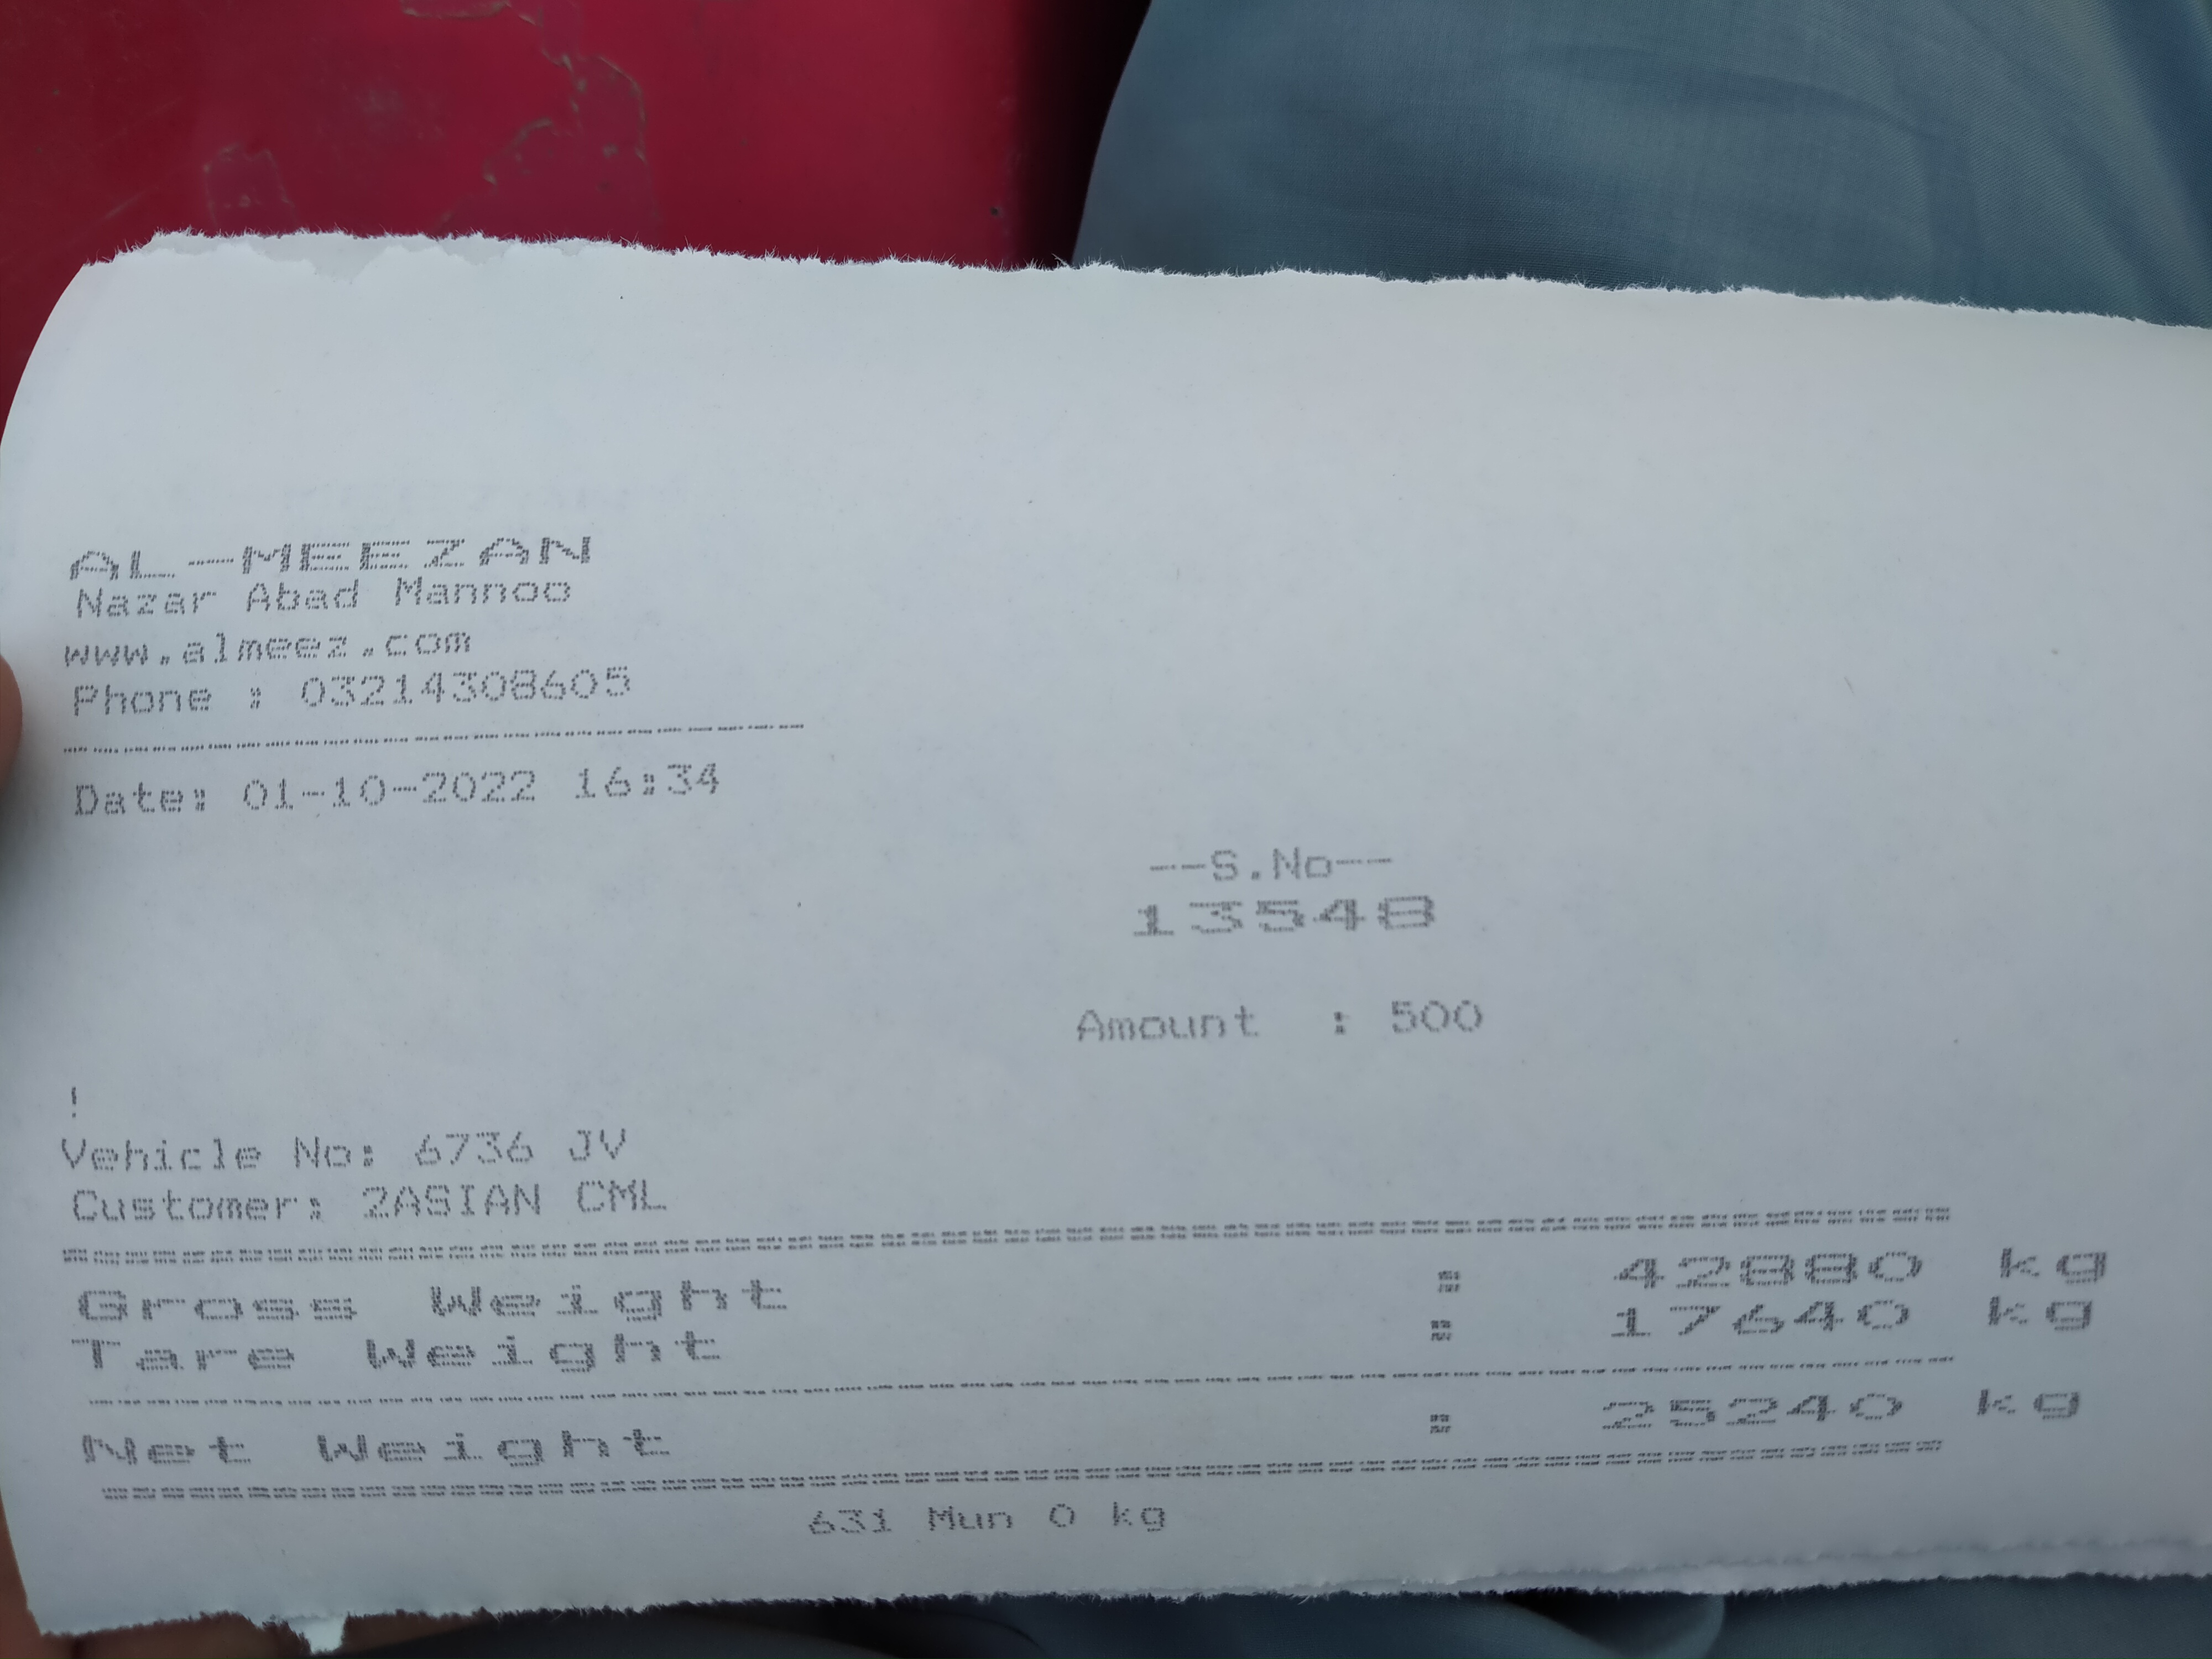 AL-MEEZAN
Nazar Abad Mannoo
www.almeez.com
Phone : 03214308605
Date: 01-10-2022 16:34
--S.No--
13548
Amount : 500
!
Vehicle No: 6736 JV
Customer: ZASIAN CML
Gross Weight : 42880 kg
Tare Weight : 17640 kg
Net Weight : 25240 kg
631 Mun 0 kg